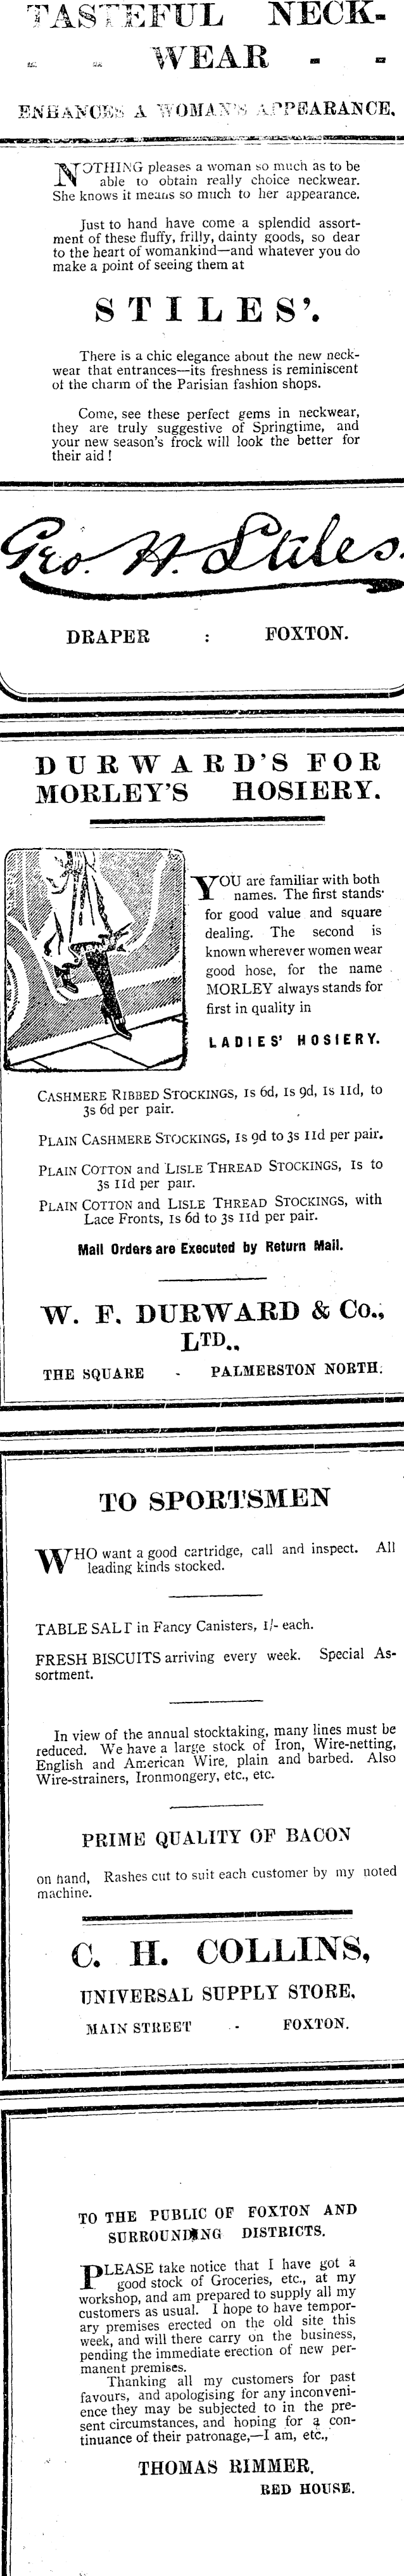 TASTEFUL NECK-
- - WEAR - -
ENHANCES A WOMAN'S APPEARANCE.
NOTHING pleases a woman so much as to be
able to obtain really choice neckwear.
She knows it means so much to her appearance.
Just to hand have come a splendid assort-
ment of these fluffy, frilly, dainty goods, so dear
to the heart of womankind—and whatever you do
make a point of seeing them at
STILES'.
There is a chic elegance about the new neck-
wear that entrances—its freshness is reminiscent
of the charm of the Parisian fashion shops.
Come, see these perfect gems in neckwear,
they are truly suggestive of Springtime, and
your new season's frock will look the better for
their aid!
Geo. H. Stiles.
DRAPER : FOXTON.
DURWARD'S FOR
MORLEY'S HOSIERY.
YOU are familiar with both
names. The first stands
for good value and square
dealing. The second is
known wherever women wear
good hose, for the name
MORLEY always stands for
first in quality in
LADIES' HOSIERY.
CASHMERE RIBBED STOCKINGS, 1s 6d, 1s 9d, 1s 11d, to
3s 6d per pair.
PLAIN CASHMERE STOCKINGS, 1s 9d to 3s 11d per pair.
PLAIN COTTON and LISLE THREAD STOCKINGS, 1s to
3s 11d per pair.
PLAIN COTTON and LISLE THREAD STOCKINGS, with
Lace Fronts, 1s 6d to 3s 11d per pair.
Mail Orders are Executed by Return Mail.
W. F. DURWARD & Co.,
LTD.,
THE SQUARE - PALMERSTON NORTH.
TO SPORTSMEN
WHO want a good cartridge, call and inspect. All
leading kinds stocked.
TABLE SALT in Fancy Canisters, 1/- each.
FRESH BISCUITS arriving every week. Special As-
sortment.
In view of the annual stocktaking, many lines must be
reduced. We have a large stock of Iron, Wire-netting,
English and American Wire, plain and barbed. Also
Wire-strainers, Ironmongery, etc., etc.
PRIME QUALITY OF BACON
on hand, Rashes cut to suit each customer by my noted
machine.
C. H. COLLINS,
UNIVERSAL SUPPLY STORE,
MAIN STREET - FOXTON.
TO THE PUBLIC OF FOXTON AND
SURROUNDING DISTRICTS.
PLEASE take notice that I have got a
good stock of Groceries, etc., at my
workshop, and am prepared to supply all my
customers as usual. I hope to have tempor-
ary premises erected on the old site this
week, and will there carry on the business,
pending the immediate erection of new per-
manent premises.
Thanking all my customers for past
favours, and apologising for any inconveni-
ence they may be subjected to in the pre-
sent circumstances, and hoping for a con-
tinuance of their patronage,—I am, etc.,
THOMAS RIMMER,
RED HOUSE.